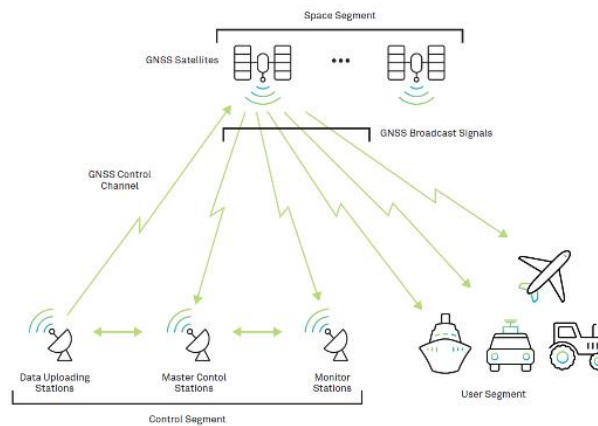 Space Segment
GNSS Satellites
GNSS Broadcast Signals
GNSS Control
Channel
Data Uploading
Stations
Master Contol
Stations
Monitor
Stations
User Segment
Control Segment